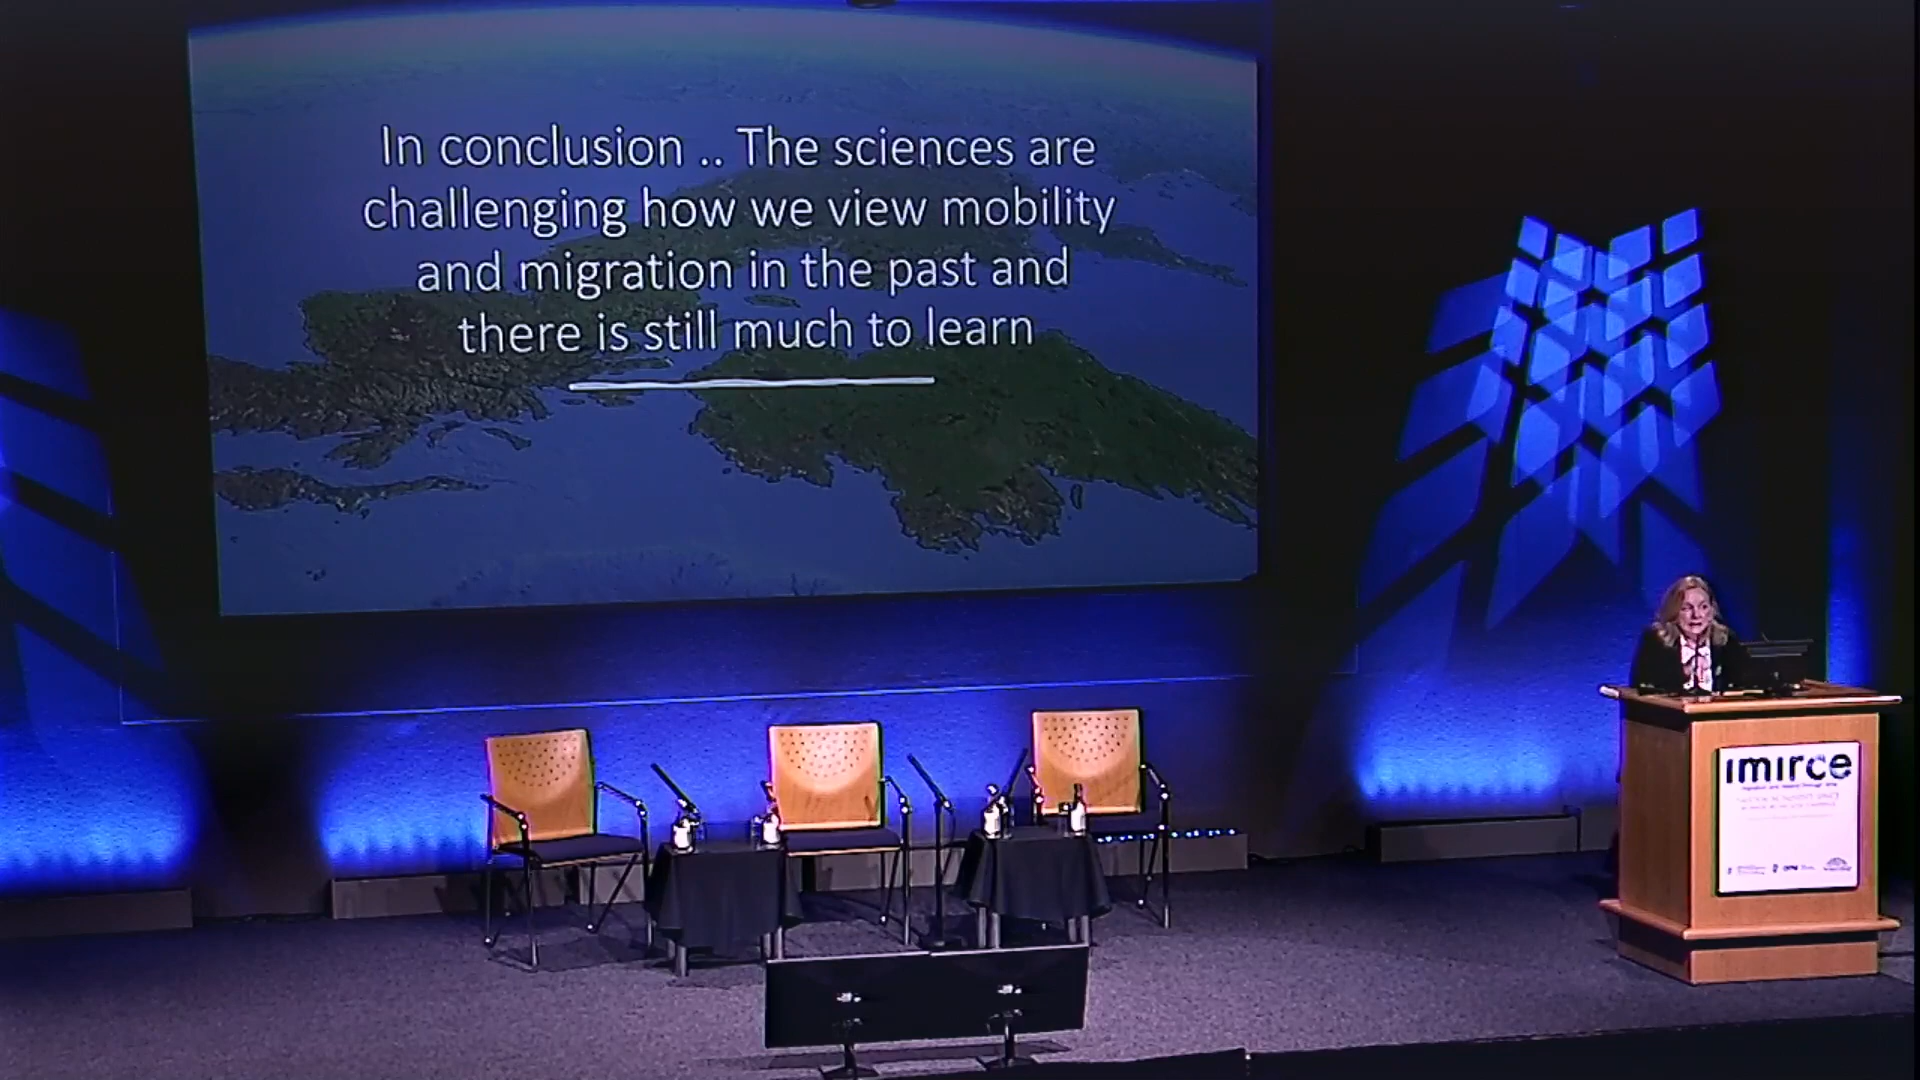 In conclusion .. The sciences are
challenging how we view mobility
and migration in the past and
there is still much to learn
imirce